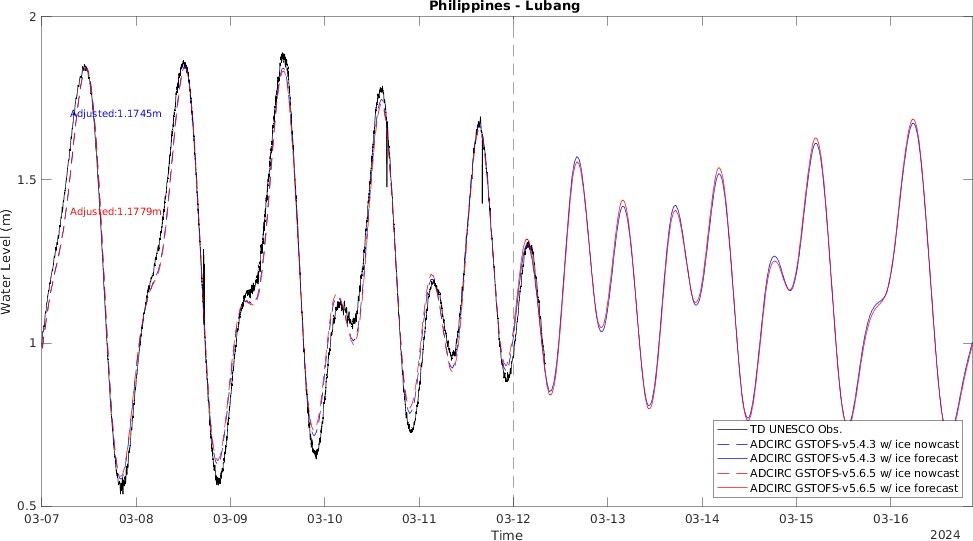 Philippines - Lubang
2
1.5
1
0.5
Water Level (m)
Adjusted:1.1745m
Adjusted:1.1779m
TD UNESCO Obs.
ADCIRC GSTOFS-v5.4.3 w/ ice nowcast
ADCIRC GSTOFS-v5.4.3 w/ ice forecast
ADCIRC GSTOFS-v5.6.5 w/ ice nowcast
ADCIRC GSTOFS-v5.6.5 w/ ice forecast
03-07 03-08 03-09 03-10 03-11 03-12 03-13 03-14 03-15 03-16
Time
2024